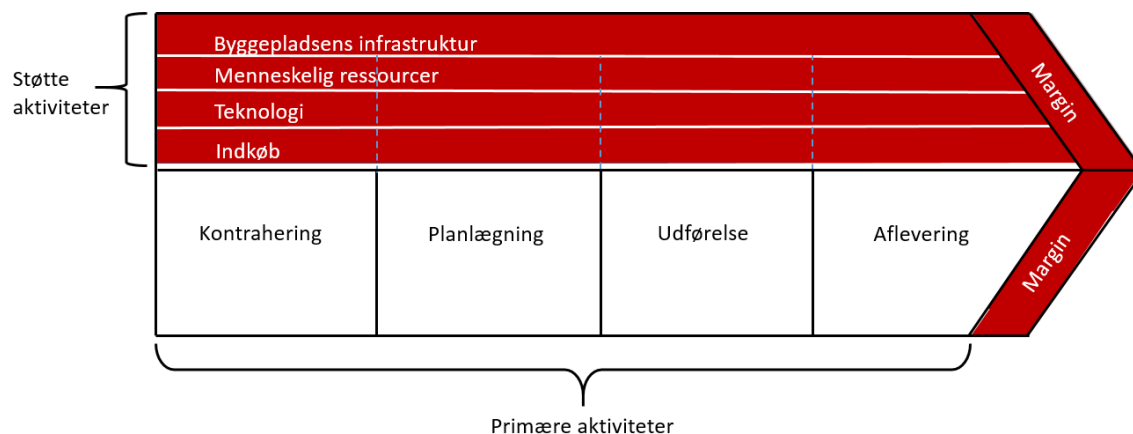 Byggepladsens infrastruktur
Støtte
aktiviteter
Menneskelig ressourcer
Teknologi
Indkøb
Margin
Kontrahering
Planlægning
Udførelse
Aflevering
Margin
Primære aktiviteter